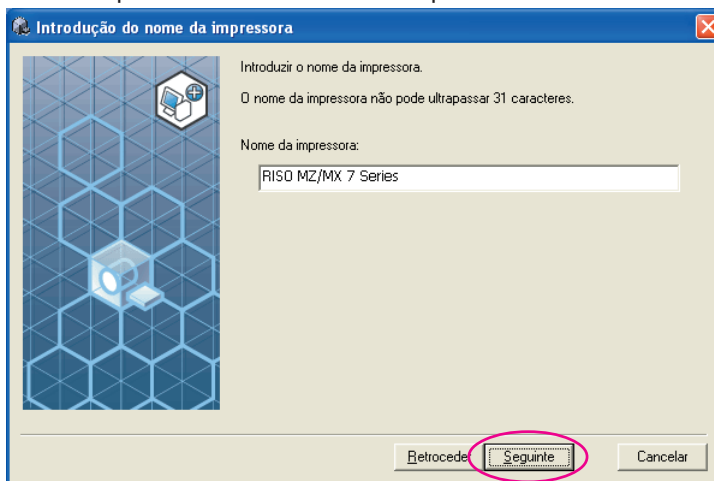 Introdução do nome da impressora
Introduzir o nome da impressora.
O nome da impressora não pode ultrapassar 31 caracteres.
Nome da impressora:
RISO MZ/MX 7 Series
Retroceder Seguinte Cancelar